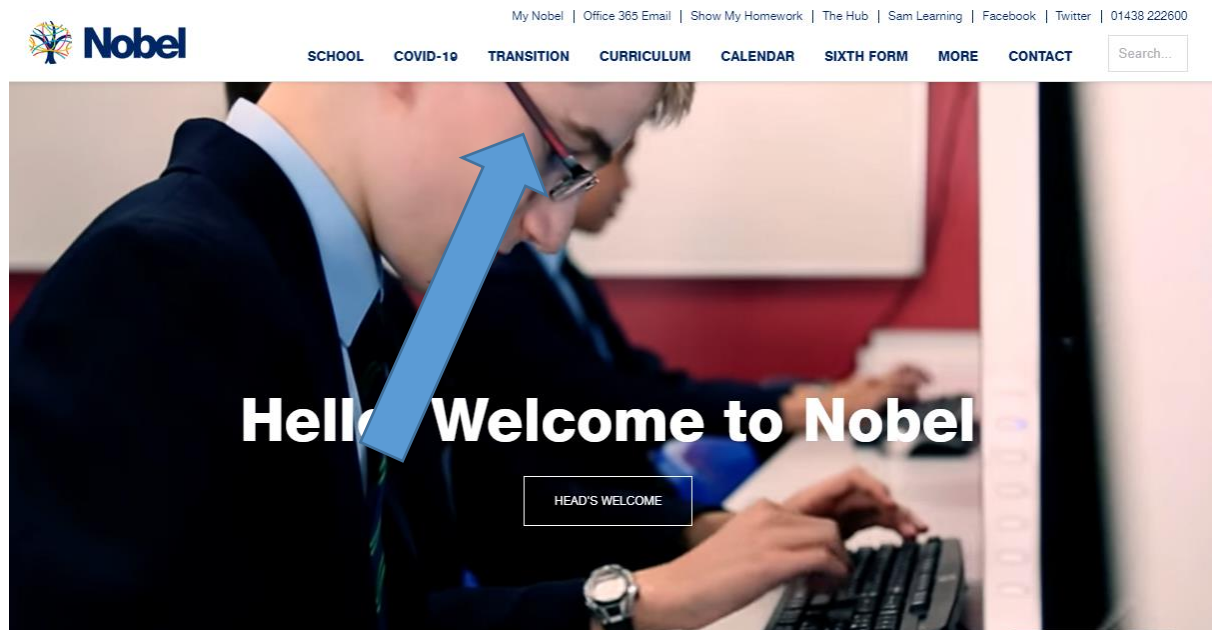 My Nobel | Office 365 Email | Show My Homework | The Hub | Sam Learning | Facebook | Twitter | 01438 222600
Nobel
SCHOOL COVID-19 TRANSITION CURRICULUM CALENDAR SIXTH FORM MORE CONTACT Search...
Welcome to Nobel
HEAD'S WELCOME